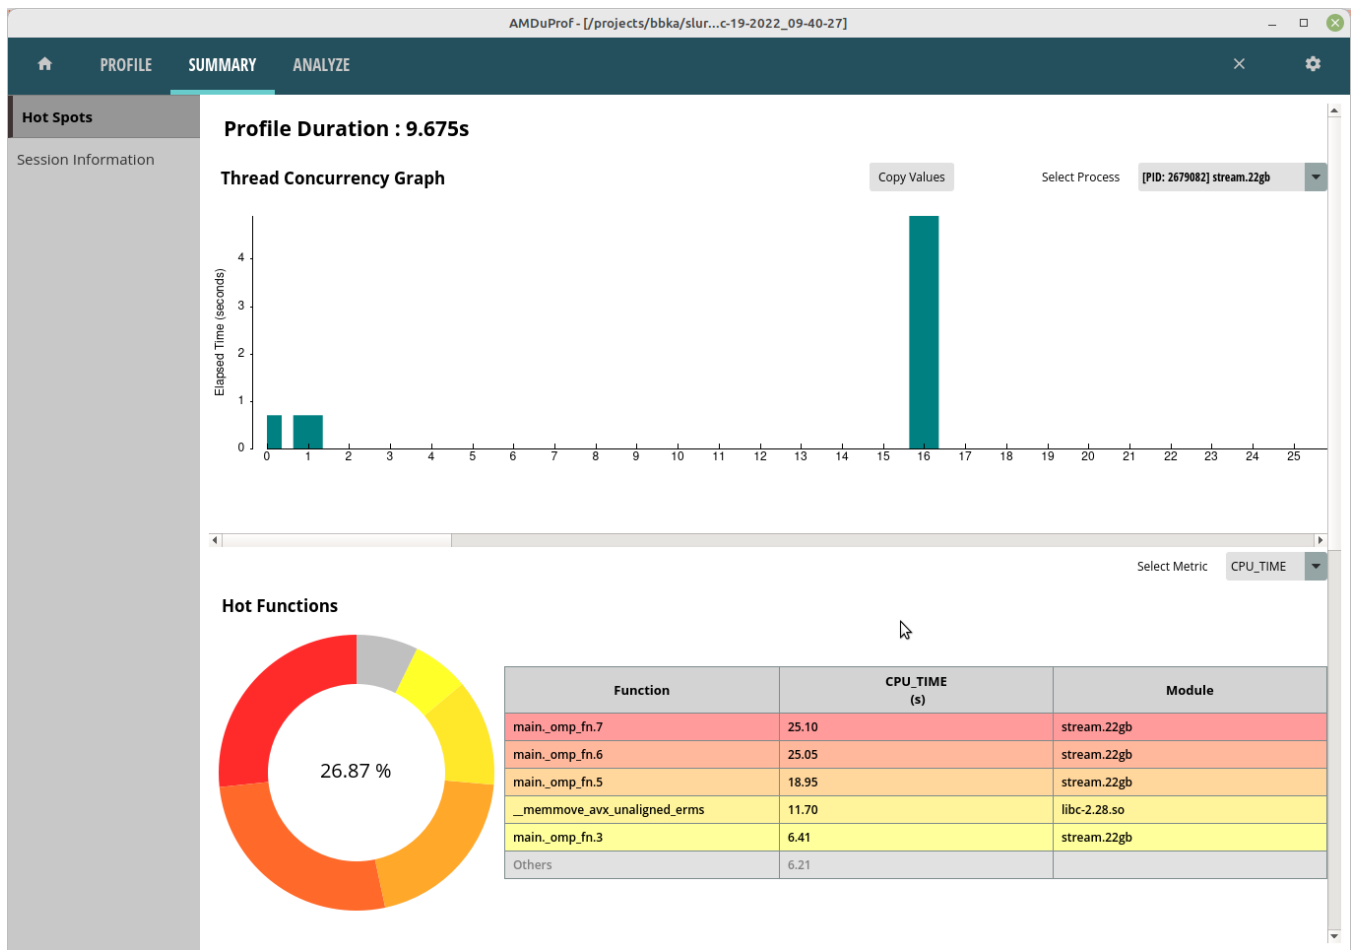 AMDuProf - [/projects/bbka/slur...c-19-2022_09-40-27]
PROFILE SUMMARY ANALYZE
Hot Spots
Session Information
Profile Duration : 9.675s
Thread Concurrency Graph
Copy Values
Select Process
[PID: 2679082] stream.22gb
Elapsed Time (seconds)
4
3
2
1
0
0 1 2 3 4 5 6 7 8 9 10 11 12 13 14 15 16 17 18 19 20 21 22 23 24 25
Select Metric
CPU_TIME
Hot Functions
26.87 %
Function CPU_TIME Module
(s)
main._omp_fn.7 25.10 stream.22gb
main._omp_fn.6 25.05 stream.22gb
main._omp_fn.5 18.95 stream.22gb
__memmove_avx_unaligned_erms 11.70 libc-2.28.so
main._omp_fn.3 6.41 stream.22gb
Others 6.21